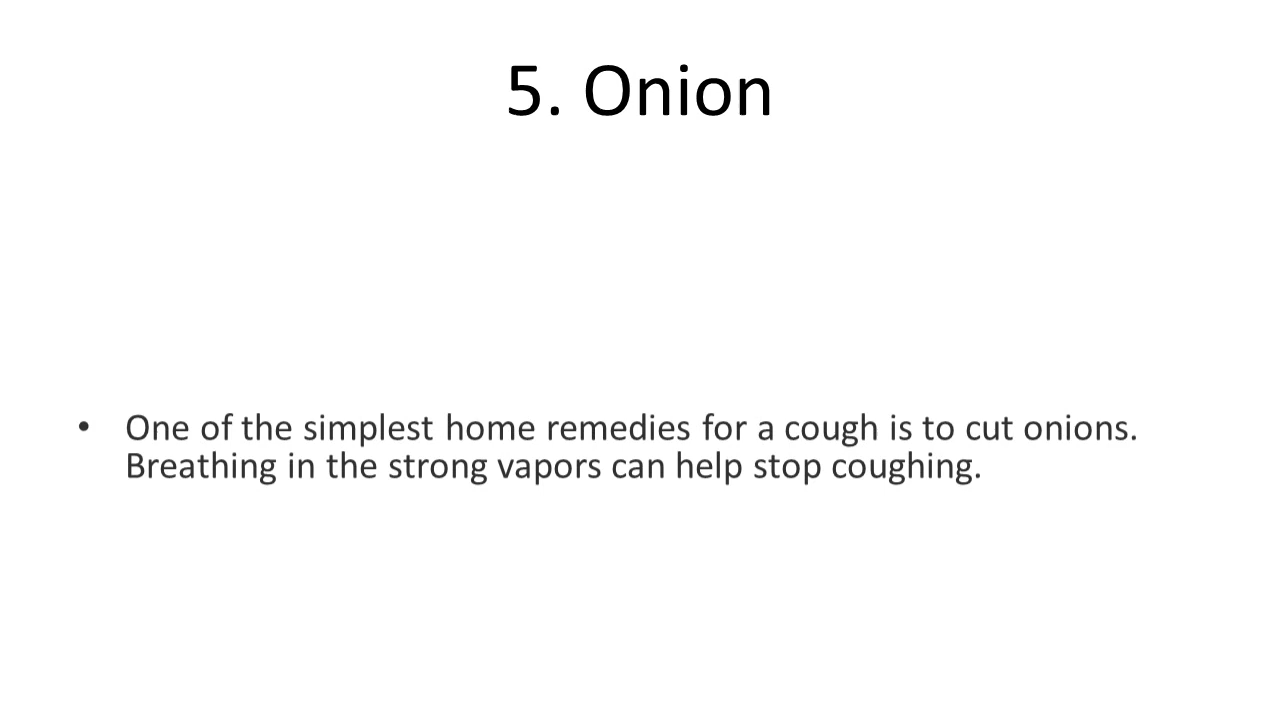 5. Onion
• One of the simplest home remedies for a cough is to cut onions.
Breathing in the strong vapors can help stop coughing.